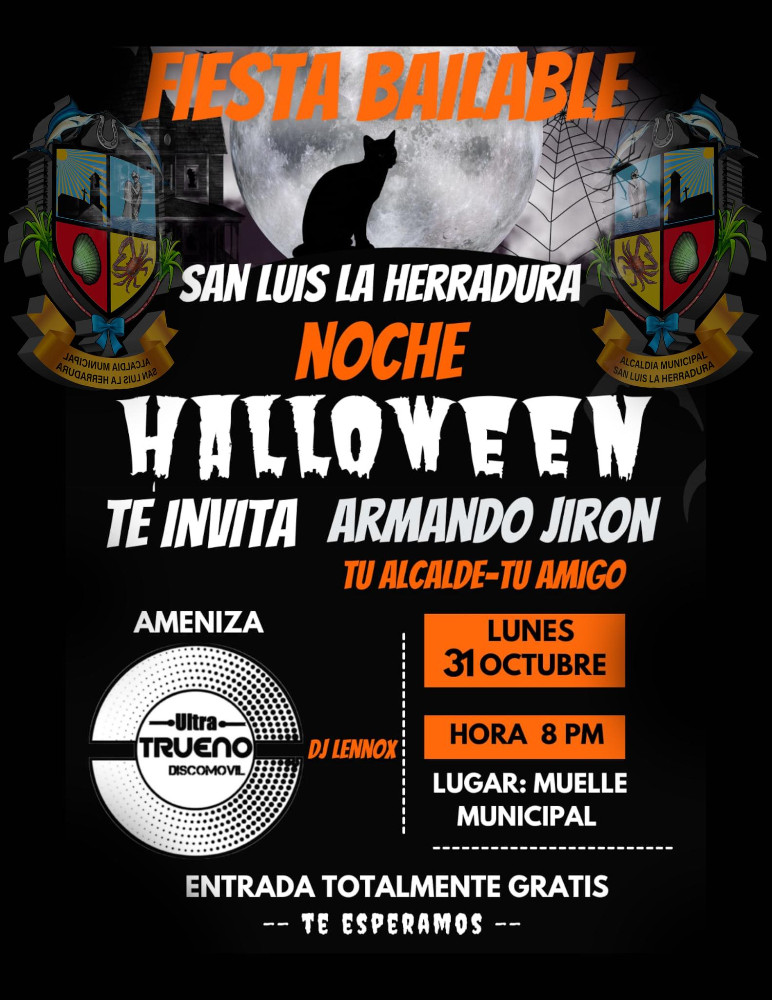 FIESTA BAILABLE
SAN LUIS LA HERRADURA
NOCHE
ALCALDIA MUNICIPAL
SAN LUIS LA HERRADURA
ALCALDIA MUNICIPAL
SAN LUIS LA HERRADURA
HALLOWEEN
TE INVITA ARMANDO JIRON
TU ALCALDE-TU AMIGO
AMENIZA
Ultra
TRUENO
DISCOMOVIL
DJ LENNOX
LUNES
31 OCTUBRE
HORA 8 PM
LUGAR: MUELLE
MUNICIPAL
ENTRADA TOTALMENTE GRATIS
-- TE ESPERAMOS --